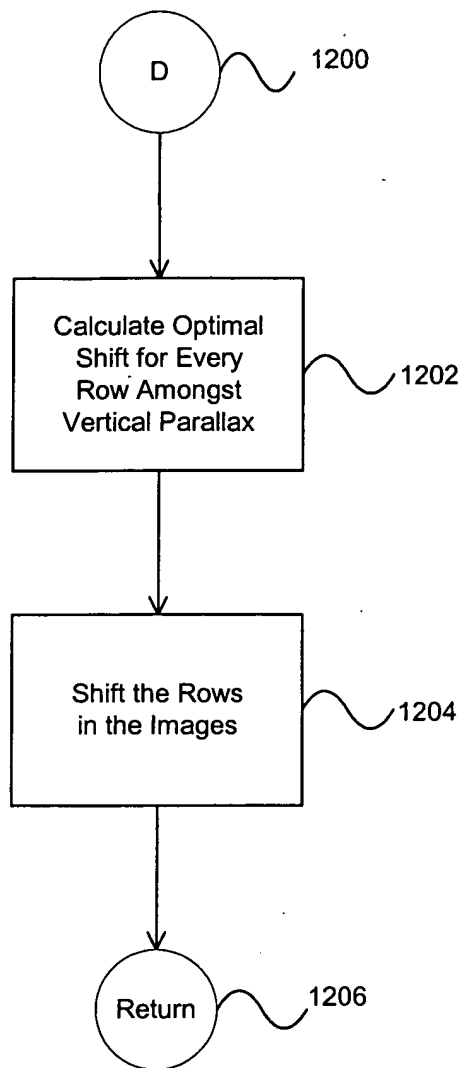 D
1200
Calculate Optimal
Shift for Every
Row Amongst
Vertical Parallax
1202
Shift the Rows
in the Images
1204
Return
1206